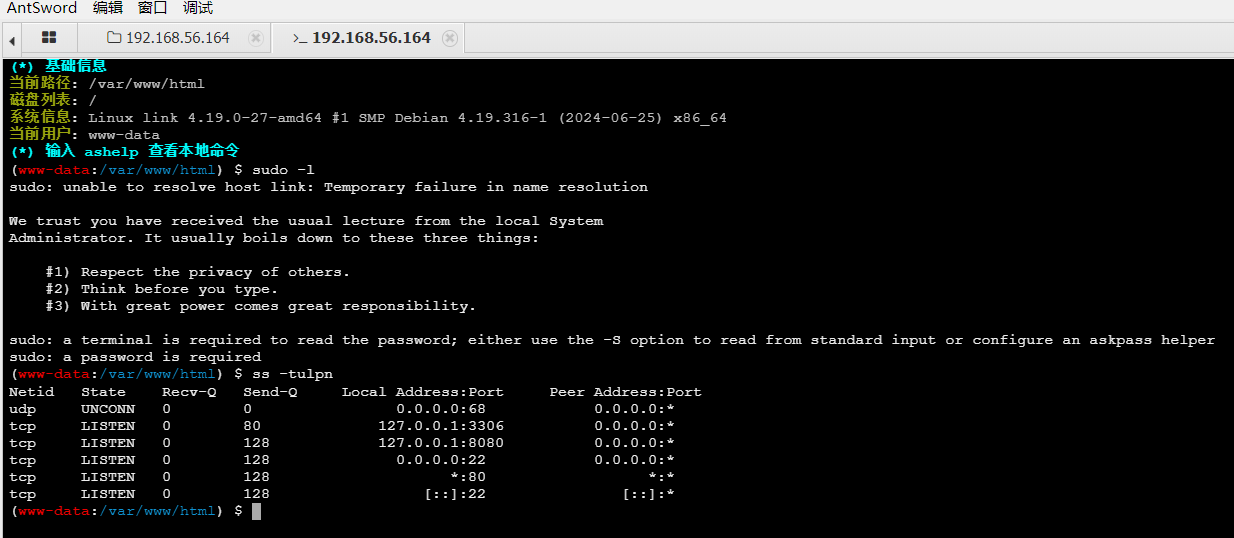 AntSword 编辑 窗口 调试
192.168.56.164 >_ 192.168.56.164
(*) 基础信息
当前路径: /var/www/html
磁盘列表: /
系统信息: Linux link 4.19.0-27-amd64 #1 SMP Debian 4.19.316-1 (2024-06-25) x86_64
当前用户: www-data
(*) 输入 ashelp 查看本地命令
(www-data:/var/www/html) $ sudo -l
sudo: unable to resolve host link: Temporary failure in name resolution
We trust you have received the usual lecture from the local System
Administrator. It usually boils down to these three things:
#1) Respect the privacy of others.
#2) Think before you type.
#3) With great power comes great responsibility.
sudo: a terminal is required to read the password; either use the -S option to read from standard input or configure an askpass helper
sudo: a password is required
(www-data:/var/www/html) $ ss -tulpn
Netid State Recv-Q Send-Q Local Address:Port Peer Address:Port
udp UNCONN 0 0 0.0.0.0:68 0.0.0.0:*
tcp LISTEN 0 80 127.0.0.1:3306 0.0.0.0:*
tcp LISTEN 0 128 127.0.0.1:8080 0.0.0.0:*
tcp LISTEN 0 128 0.0.0.0:22 0.0.0.0:*
tcp LISTEN 0 128 *:80 *:*
tcp LISTEN 0 128 [::]:22 [::]:*
(www-data:/var/www/html) $